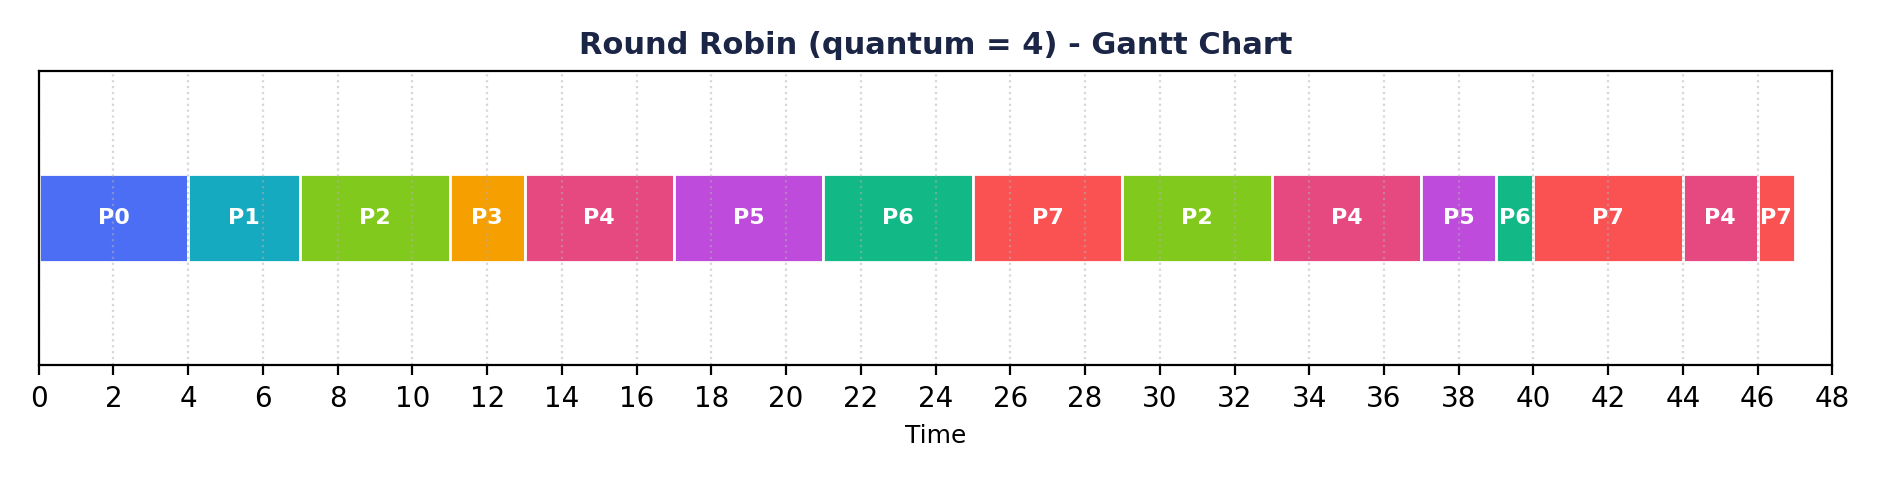 Round Robin (quantum = 4) - Gantt Chart
P0 P1 P2 P3 P4 P5 P6 P7 P2 P4 P5 P6 P7 P4 P7
0 2 4 6 8 10 12 14 16 18 20 22 24 26 28 30 32 34 36 38 40 42 44 46 48
Time